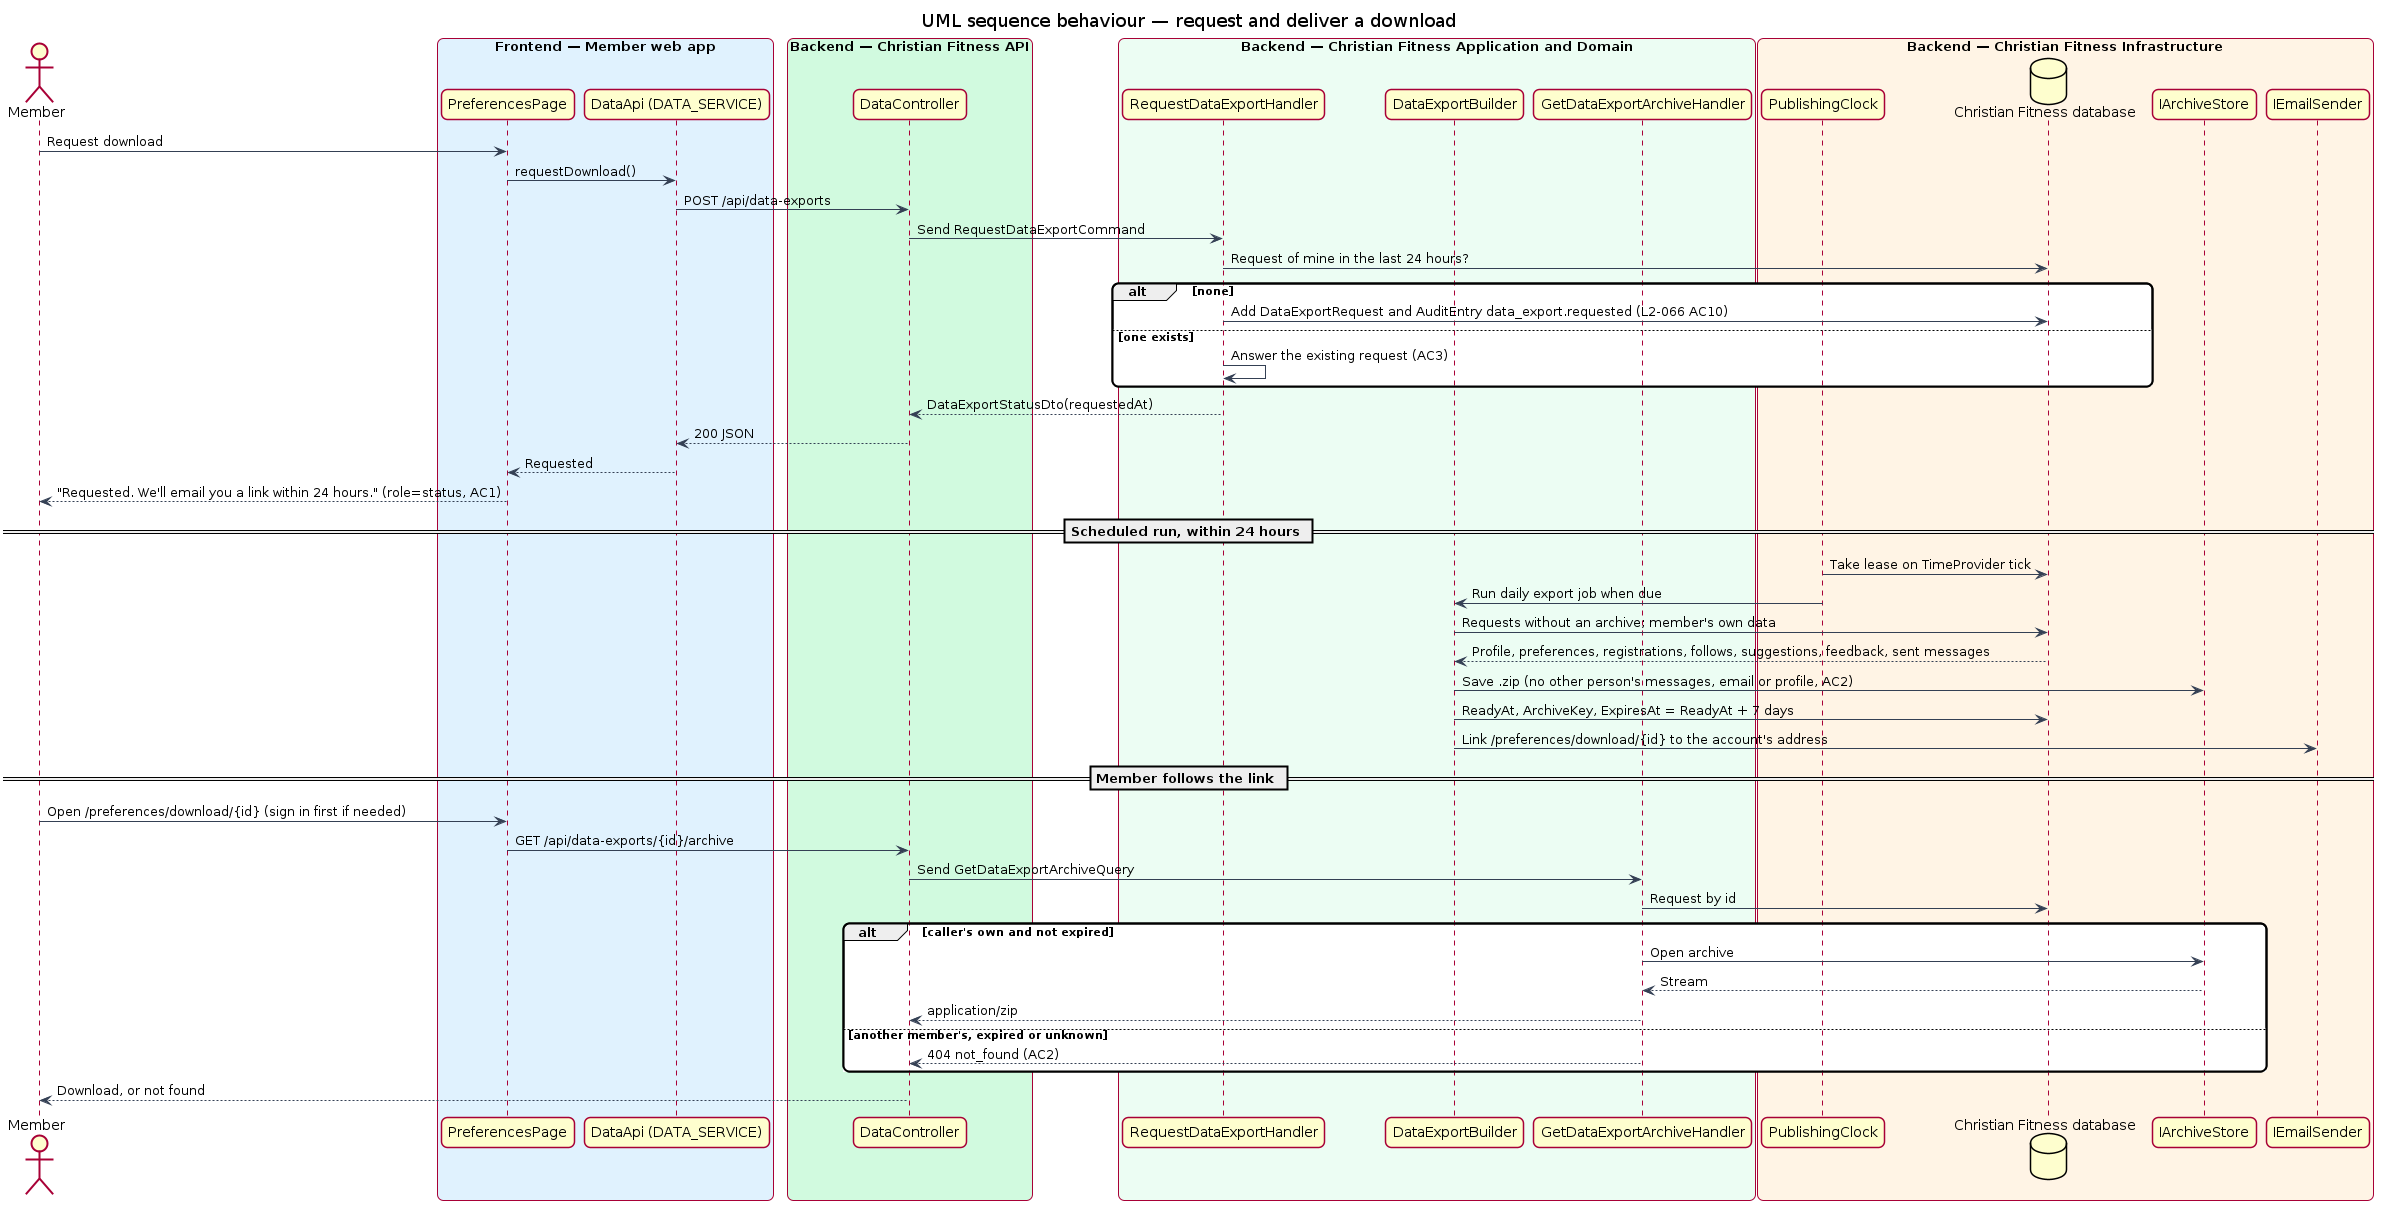 UML sequence behaviour — request and deliver a download
Frontend — Member web app
Backend — Christian Fitness API
Backend — Christian Fitness Application and Domain
Backend — Christian Fitness Infrastructure
Member
PreferencesPage
DataApi (DATA_SERVICE)
DataController
RequestDataExportHandler
DataExportBuilder
GetDataExportArchiveHandler
PublishingClock
Christian Fitness database
IArchiveStore
IEmailSender
Request download
requestDownload()
POST /api/data-exports
Send RequestDataExportCommand
Request of mine in the last 24 hours?
alt [none]
Add DataExportRequest and AuditEntry data_export.requested (L2-066 AC10)
[one exists]
Answer the existing request (AC3)
DataExportStatusDto(requestedAt)
200 JSON
Requested
"Requested. We'll email you a link within 24 hours." (role=status, AC1)
Scheduled run, within 24 hours
Take lease on TimeProvider tick
Run daily export job when due
Requests without an archive; member's own data
Profile, preferences, registrations, follows, suggestions, feedback, sent messages
Save .zip (no other person's messages, email or profile, AC2)
ReadyAt, ArchiveKey, ExpiresAt = ReadyAt + 7 days
Link /preferences/download/{id} to the account's address
Member follows the link
Open /preferences/download/{id} (sign in first if needed)
GET /api/data-exports/{id}/archive
Send GetDataExportArchiveQuery
Request by id
alt [caller's own and not expired]
Open archive
Stream
application/zip
[another member's, expired or unknown]
404 not_found (AC2)
Download, or not found
Member
PreferencesPage
DataApi (DATA_SERVICE)
DataController
RequestDataExportHandler
DataExportBuilder
GetDataExportArchiveHandler
PublishingClock
Christian Fitness database
IArchiveStore
IEmailSender